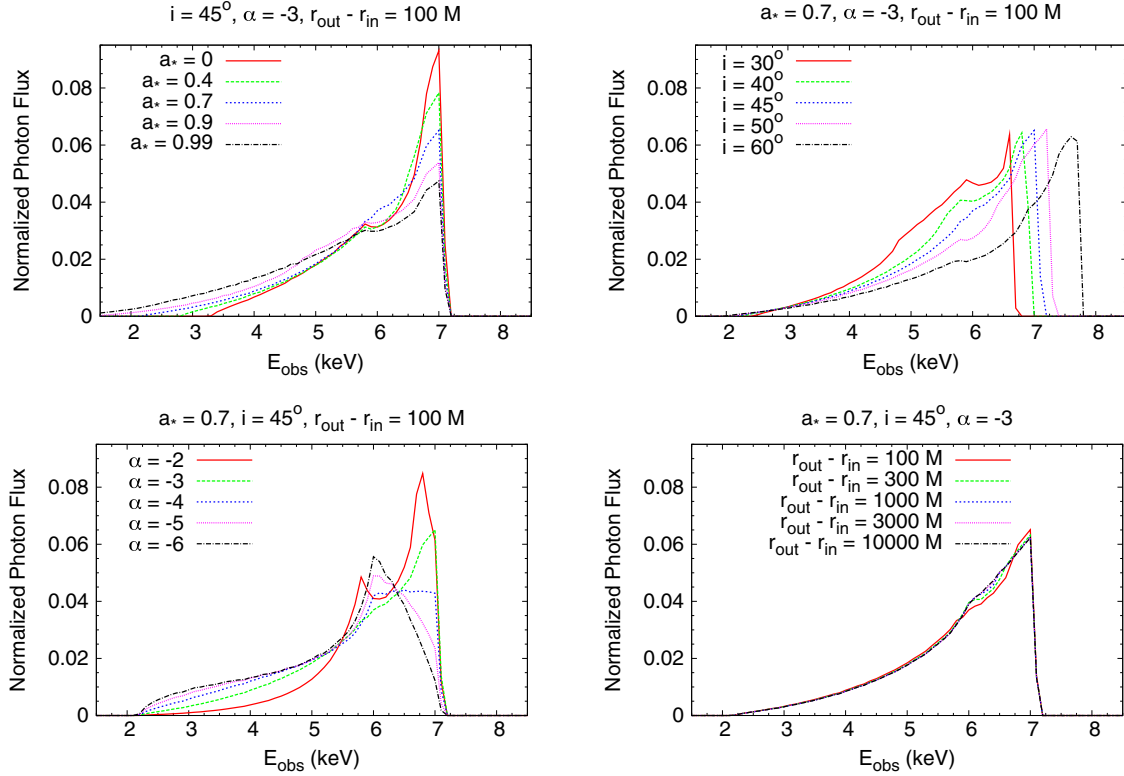 i = 45°, α = -3, r_out - r_in = 100 M
a* = 0
a* = 0.4
a* = 0.7
a* = 0.9
a* = 0.99
Normalized Photon Flux
0.08
0.06
0.04
0.02
0
2 3 4 5 6 7 8
E_obs (keV)
a* = 0.7, α = -3, r_out - r_in = 100 M
i = 30°
i = 40°
i = 45°
i = 50°
i = 60°
Normalized Photon Flux
0.08
0.06
0.04
0.02
0
2 3 4 5 6 7 8
E_obs (keV)
a* = 0.7, i = 45°, r_out - r_in = 100 M
α = -2
α = -3
α = -4
α = -5
α = -6
Normalized Photon Flux
0.08
0.06
0.04
0.02
0
2 3 4 5 6 7 8
E_obs (keV)
a* = 0.7, i = 45°, α = -3
r_out - r_in = 100 M
r_out - r_in = 300 M
r_out - r_in = 1000 M
r_out - r_in = 3000 M
r_out - r_in = 10000 M
Normalized Photon Flux
0.08
0.06
0.04
0.02
0
2 3 4 5 6 7 8
E_obs (keV)